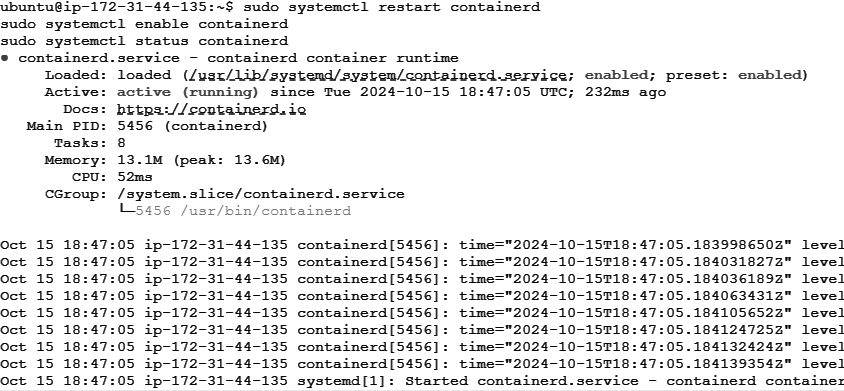 ubuntu@ip-172-31-44-135:~$ sudo systemctl restart containerd
sudo systemctl enable containerd
sudo systemctl status containerd
● containerd.service - containerd container runtime
Loaded: loaded (/usr/lib/systemd/system/containerd.service; enabled; preset: enabled)
Active: active (running) since Tue 2024-10-15 18:47:05 UTC; 232ms ago
Docs: https://containerd.io
Main PID: 5456 (containerd)
Tasks: 8
Memory: 13.1M (peak: 13.6M)
CPU: 52ms
CGroup: /system.slice/containerd.service
└─5456 /usr/bin/containerd
Oct 15 18:47:05 ip-172-31-44-135 containerd[5456]: time="2024-10-15T18:47:05.183998650Z" level
Oct 15 18:47:05 ip-172-31-44-135 containerd[5456]: time="2024-10-15T18:47:05.184031827Z" level
Oct 15 18:47:05 ip-172-31-44-135 containerd[5456]: time="2024-10-15T18:47:05.184036189Z" level
Oct 15 18:47:05 ip-172-31-44-135 containerd[5456]: time="2024-10-15T18:47:05.184063431Z" level
Oct 15 18:47:05 ip-172-31-44-135 containerd[5456]: time="2024-10-15T18:47:05.184105652Z" level
Oct 15 18:47:05 ip-172-31-44-135 containerd[5456]: time="2024-10-15T18:47:05.184124725Z" level
Oct 15 18:47:05 ip-172-31-44-135 containerd[5456]: time="2024-10-15T18:47:05.184132424Z" level
Oct 15 18:47:05 ip-172-31-44-135 containerd[5456]: time="2024-10-15T18:47:05.184139354Z" level
Oct 15 18:47:05 ip-172-31-44-135 systemd[1]: Started containerd.service - containerd container